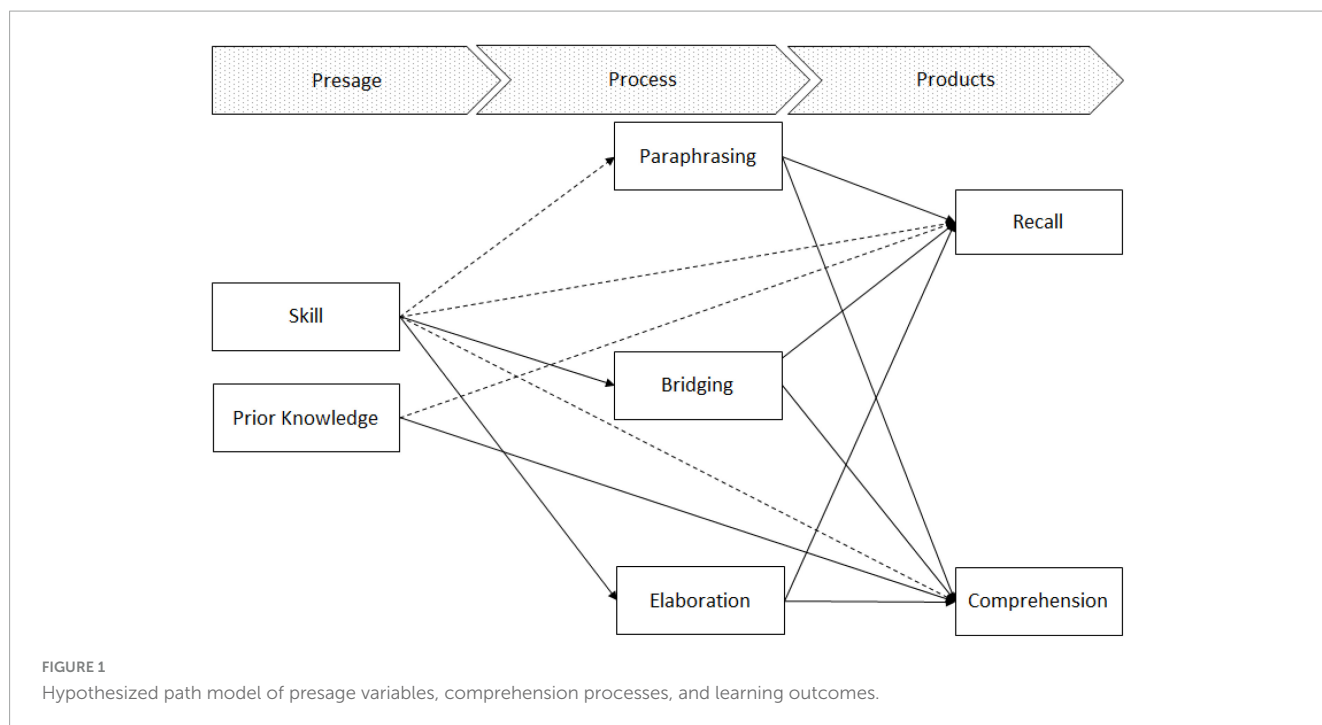 Presage
Process
Products
Paraphrasing
Recall
Skill
Bridging
Prior Knowledge
Elaboration
Comprehension
FIGURE 1
Hypothesized path model of presage variables, comprehension processes, and learning outcomes.